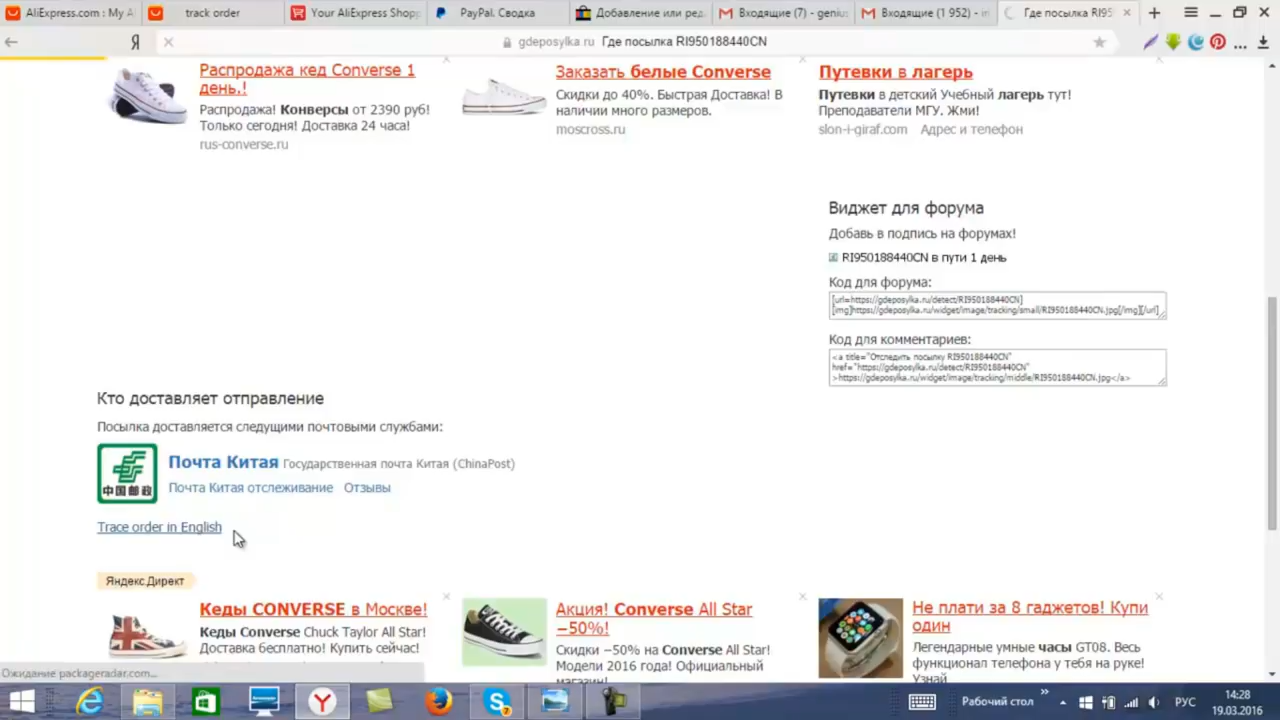 AliExpress.com : My A
track order
Your AliExpress Shopp
PayPal. Сводка
Добавление или ред
Входящие (7) - geniu
Входящие (1 952) - in
Где посылка RI95
gdeposylka.ru Где посылка RI950188440CN
Распродажа кед Converse 1
день,!
Распродажа! Конверсы от 2390 руб!
Только сегодня! Доставка 24 часа!
rus-converse.ru
Заказать белые Converse
Скидки до 40%. Быстрая Доставка! В
наличии много размеров.
moscross.ru
Путевки в лагерь
Путевки в детский Учебный лагерь тут!
Преподаватели МГУ. Жми!
slon-i-giraf.com Адрес и телефон
Виджет для форума
Добавь в подпись на форумах!
RI950188440CN в пути 1 день
Код для форума:
[url=https://gdeposylka.ru/detect/RI950188440CN]
[img]https://gdeposylka.ru/widget/image/tracking/small/RI950188440CN.jpg[/img][/url]
Код для комментариев:
<a title="Отследить посылку RI950188440CN"
href="https://gdeposylka.ru/detect/RI950188440CN"
>https://gdeposylka.ru/widget/image/tracking/middle/RI950188440CN.jpg</a>
Кто доставляет отправление
Посылка доставляется следущими почтовыми службами:
中国邮政
Почта Китая Государственная почта Китая (ChinaPost)
Почта Китая отслеживание Отзывы
Trace order in English
Яндекс.Директ
Кеды CONVERSE в Москве!
Кеды Converse Chuck Taylor All Star!
Доставка бесплатно! Купить сейчас!
Акция! Converse All Star
−50%!
Скидки −50% на Converse All Star!
Модели 2016 года! Официальный
магазин!
Не плати за 8 гаджетов! Купи
один
Легендарные умные часы GT08. Весь
функционал телефона у тебя на руке!
Узнай
Ожидание packageradar.com...
Рабочий стол
РУС
14:28
19.03.2016